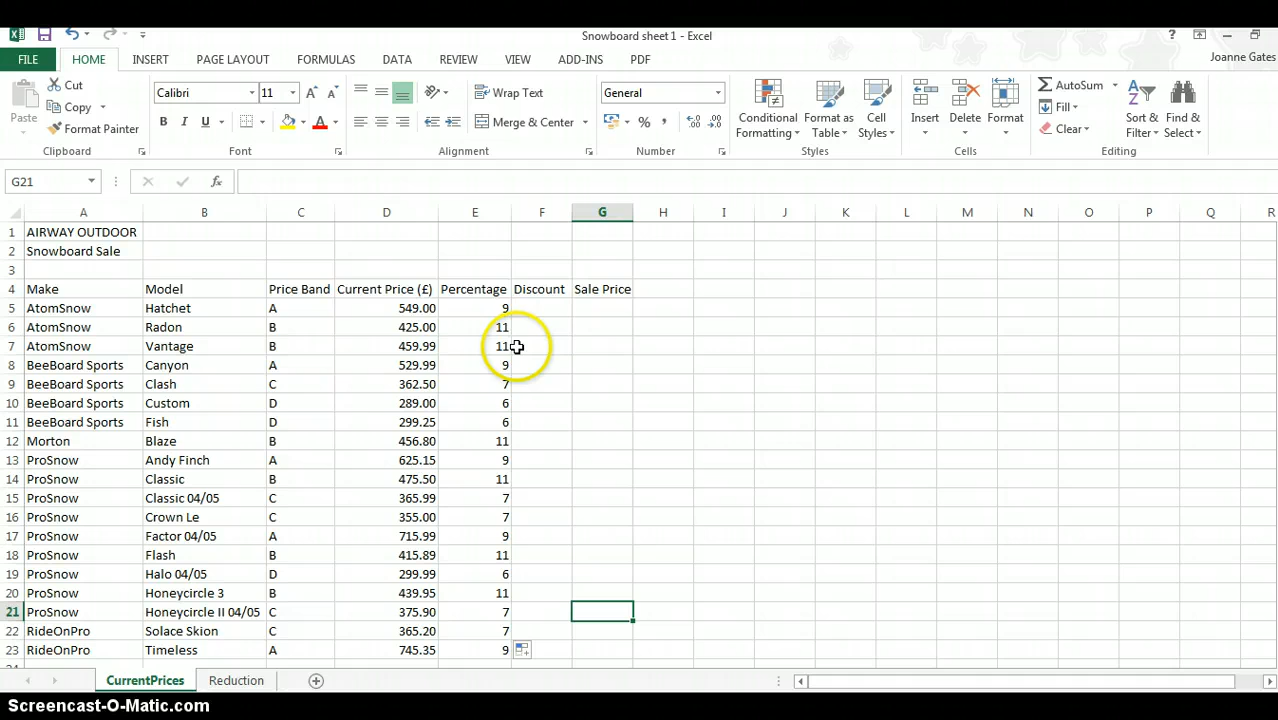 Snowboard sheet 1 - Excel
?
FILE HOME INSERT PAGE LAYOUT FORMULAS DATA REVIEW VIEW ADD-INS PDF Joanne Gates
Paste Cut Copy Format Painter Clipboard
Calibri 11 A A B I U A Font
Wrap Text Merge & Center Alignment
General % , Number
Conditional Formatting Format as Table Cell Styles Styles
Insert Delete Format Cells
AutoSum Fill Clear Sort & Filter Find & Select Editing
G21 fx
A B C D E F G H I J K L M N O P Q R
1 AIRWAY OUTDOOR
2 Snowboard Sale
3
4 Make Model Price Band Current Price (£) Percentage Discount Sale Price
5 AtomSnow Hatchet A 549.00 9
6 AtomSnow Radon B 425.00 11
7 AtomSnow Vantage B 459.99 11
8 BeeBoard Sports Canyon A 529.99 9
9 BeeBoard Sports Clash C 362.50 7
10 BeeBoard Sports Custom D 289.00 6
11 BeeBoard Sports Fish D 299.25 6
12 Morton Blaze B 456.80 11
13 ProSnow Andy Finch A 625.15 9
14 ProSnow Classic B 475.50 11
15 ProSnow Classic 04/05 C 365.99 7
16 ProSnow Crown Le C 355.00 7
17 ProSnow Factor 04/05 A 715.99 9
18 ProSnow Flash B 415.89 11
19 ProSnow Halo 04/05 D 299.99 6
20 ProSnow Honeycircle 3 B 439.95 11
21 ProSnow Honeycircle II 04/05 C 375.90 7
22 RideOnPro Solace Skion C 365.20 7
23 RideOnPro Timeless A 745.35 9
CurrentPrices Reduction
Screencast-O-Matic.com